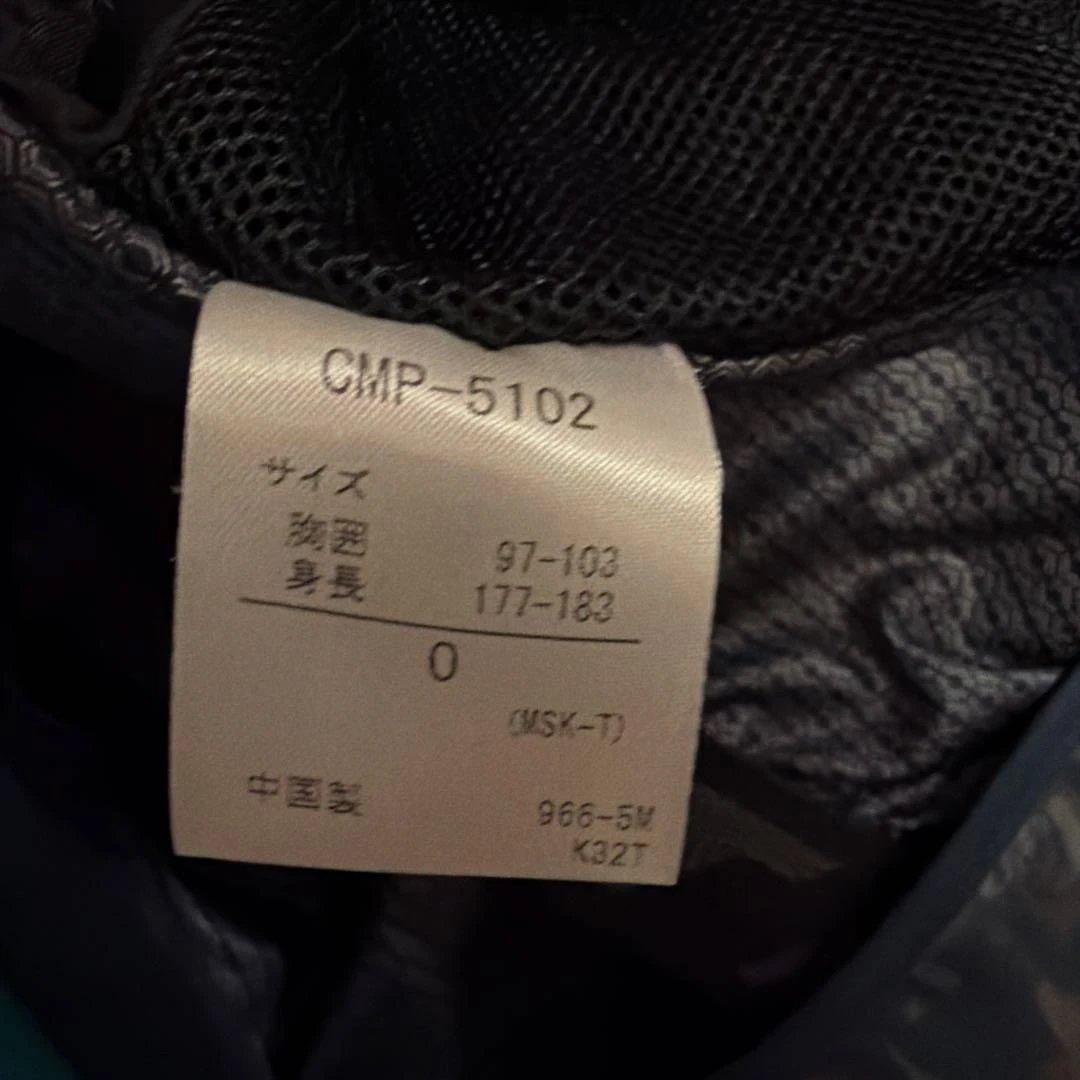 CMP-5102
サイズ
胸囲 97-103
身長 177-183
O
(MSK-T)
中国製 966-5M
K32T